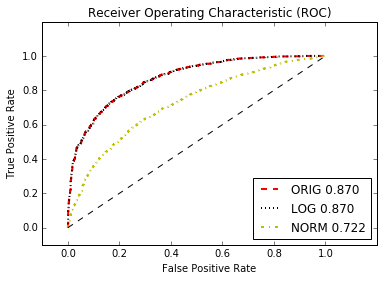 Receiver Operating Characteristic (ROC)
True Positive Rate
1.0
0.8
0.6
0.4
0.2
0.0
ORIG 0.870
LOG 0.870
NORM 0.722
0.0 0.2 0.4 0.6 0.8 1.0
False Positive Rate